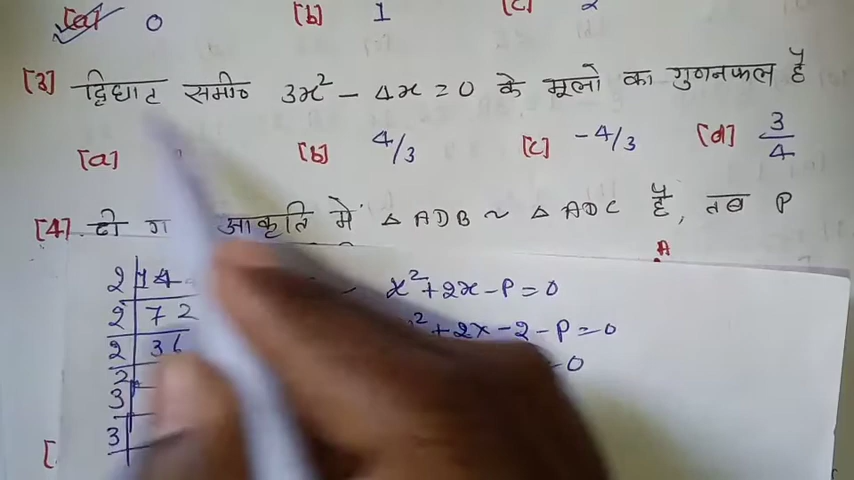 [a] 0 [b] 1 [c] 2
[3] द्विघात समी० 3x² - 4x = 0 के मूलो का गुणनफल है
[a] [b] 4/3 [c] -4/3 [d] 3/4
[4] दी आकृति में △ADB ~ △ADC है, तब P
A
2 144 x²+2x-P=0
2 72 +2x-2-P=0
2 36 =0
2
3
3
[